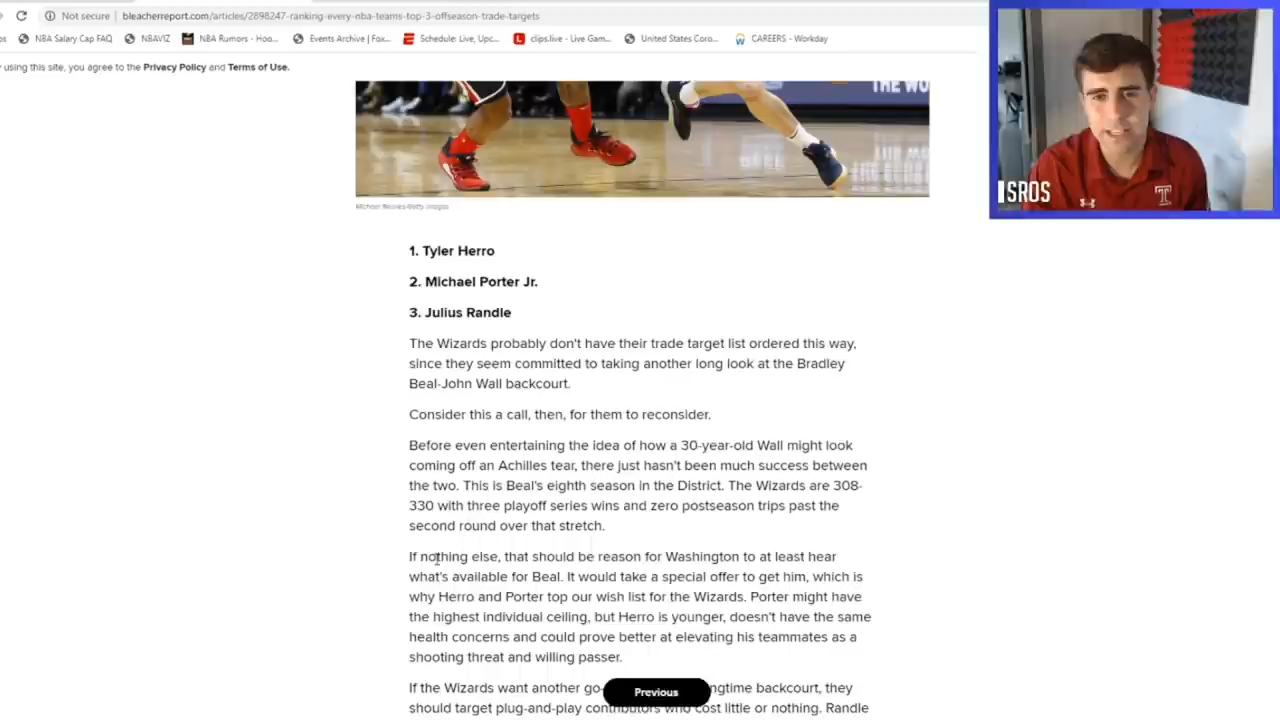 Not secure | bleacherreport.com/articles/2898247-ranking-every-nba-teams-top-3-offseason-trade-targets
NBA Salary Cap FAQ NBAVIZ NBA Rumors - Hoo... Events Archive | Fox... Schedule: Live, Upc... clips.live - Live Gam... United States Coro... CAREERS - Workday
using this site, you agree to the Privacy Policy and Terms of Use.
THE WO
SROS
T
1. Tyler Herro
2. Michael Porter Jr.
3. Julius Randle
The Wizards probably don't have their trade target list ordered this way,
since they seem committed to taking another long look at the Bradley
Beal-John Wall backcourt.
Consider this a call, then, for them to reconsider.
Before even entertaining the idea of how a 30-year-old Wall might look
coming off an Achilles tear, there just hasn't been much success between
the two. This is Beal's eighth season in the District. The Wizards are 308-
330 with three playoff series wins and zero postseason trips past the
second round over that stretch.
If nothing else, that should be reason for Washington to at least hear
what's available for Beal. It would take a special offer to get him, which is
why Herro and Porter top our wish list for the Wizards. Porter might have
the highest individual ceiling, but Herro is younger, doesn't have the same
health concerns and could prove better at elevating his teammates as a
shooting threat and willing passer.
If the Wizards want another go- ngtime backcourt, they
Previous
should target plug-and-play contributors who cost little or nothing. Randle